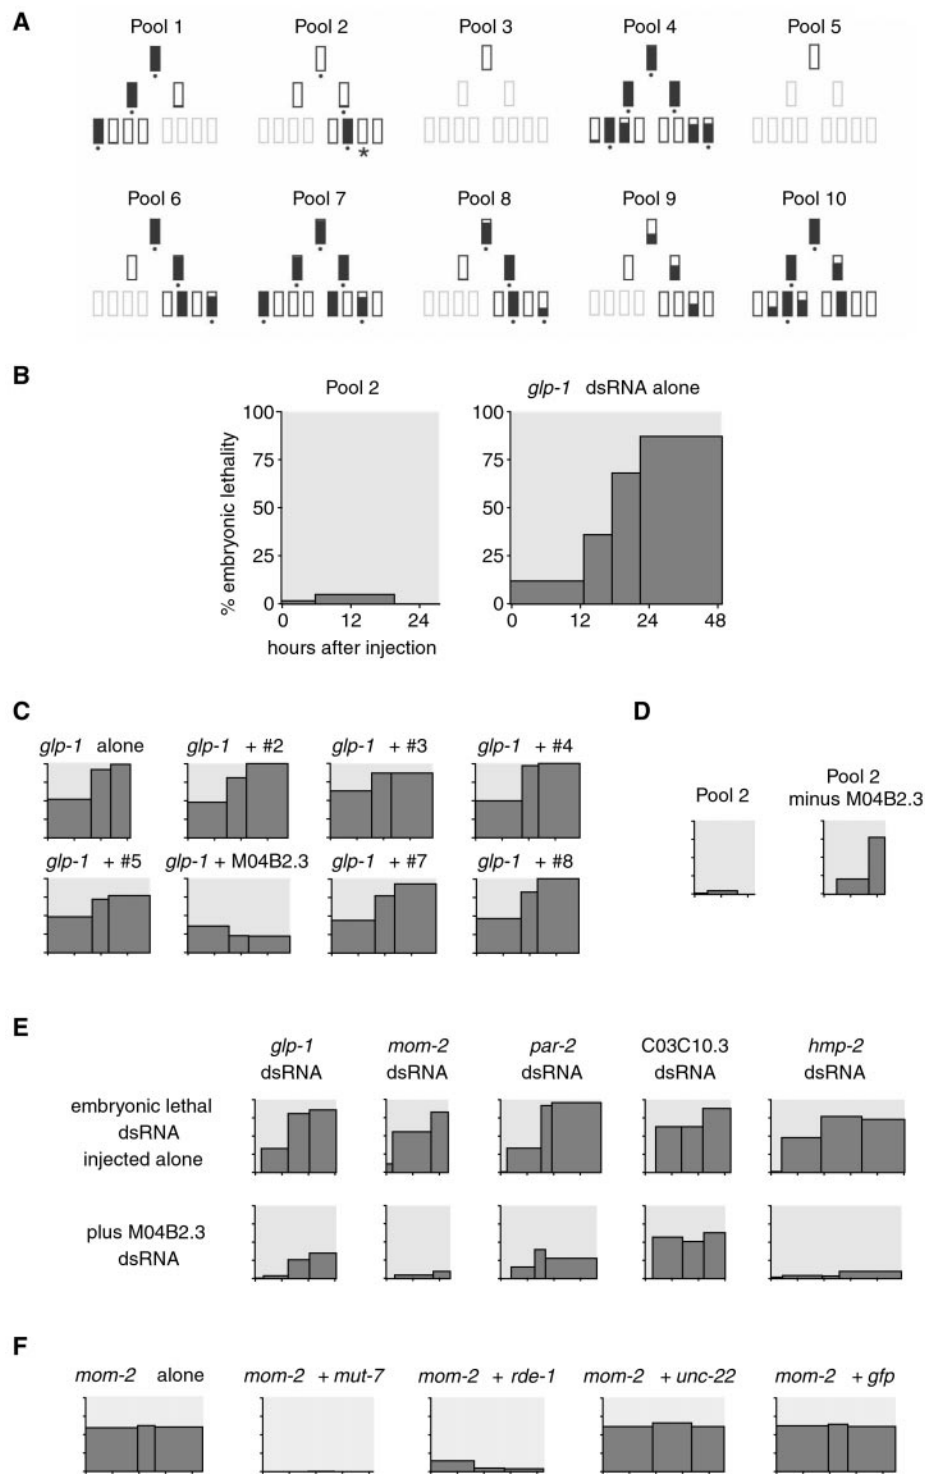 A
Pool 1 Pool 2 Pool 3 Pool 4 Pool 5
*
Pool 6 Pool 7 Pool 8 Pool 9 Pool 10
B
Pool 2
glp-1 dsRNA alone
% embryonic lethality
100
75
50
25
0
0 12 24
hours after injection
100
75
50
25
0
0 12 24 48
C
glp-1 alone glp-1 + #2 glp-1 + #3 glp-1 + #4
glp-1 + #5 glp-1 + M04B2.3 glp-1 + #7 glp-1 + #8
D
Pool 2
Pool 2
minus M04B2.3
E
glp-1
dsRNA
mom-2
dsRNA
par-2
dsRNA
C03C10.3
dsRNA
hmp-2
dsRNA
embryonic lethal
dsRNA
injected alone
plus M04B2.3
dsRNA
F
mom-2 alone mom-2 + mut-7 mom-2 + rde-1 mom-2 + unc-22 mom-2 + gfp